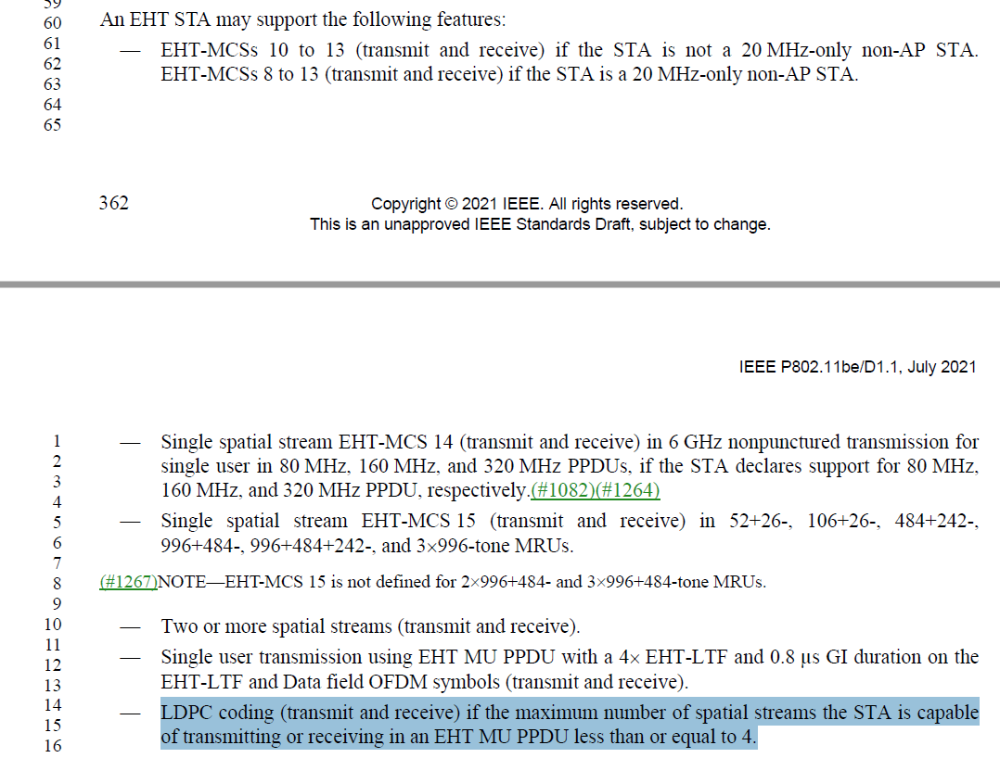 59
60 An EHT STA may support the following features:
61 — EHT-MCSs 10 to 13 (transmit and receive) if the STA is not a 20 MHz-only non-AP STA.
62 EHT-MCSs 8 to 13 (transmit and receive) if the STA is a 20 MHz-only non-AP STA.
63
64
65
362 Copyright © 2021 IEEE. All rights reserved.
This is an unapproved IEEE Standards Draft, subject to change.
IEEE P802.11be/D1.1, July 2021
1 — Single spatial stream EHT-MCS 14 (transmit and receive) in 6 GHz nonpunctured transmission for
2 single user in 80 MHz, 160 MHz, and 320 MHz PPDUs, if the STA declares support for 80 MHz,
3 160 MHz, and 320 MHz PPDU, respectively.(#1082)(#1264)
4
5 — Single spatial stream EHT-MCS 15 (transmit and receive) in 52+26-, 106+26-, 484+242-,
6 996+484-, 996+484+242-, and 3×996-tone MRUs.
7
8 (#1267)NOTE—EHT-MCS 15 is not defined for 2×996+484- and 3×996+484-tone MRUs.
9
10 — Two or more spatial streams (transmit and receive).
11
12 — Single user transmission using EHT MU PPDU with a 4× EHT-LTF and 0.8 µs GI duration on the
13 EHT-LTF and Data field OFDM symbols (transmit and receive).
14 — LDPC coding (transmit and receive) if the maximum number of spatial streams the STA is capable
15 of transmitting or receiving in an EHT MU PPDU less than or equal to 4.
16